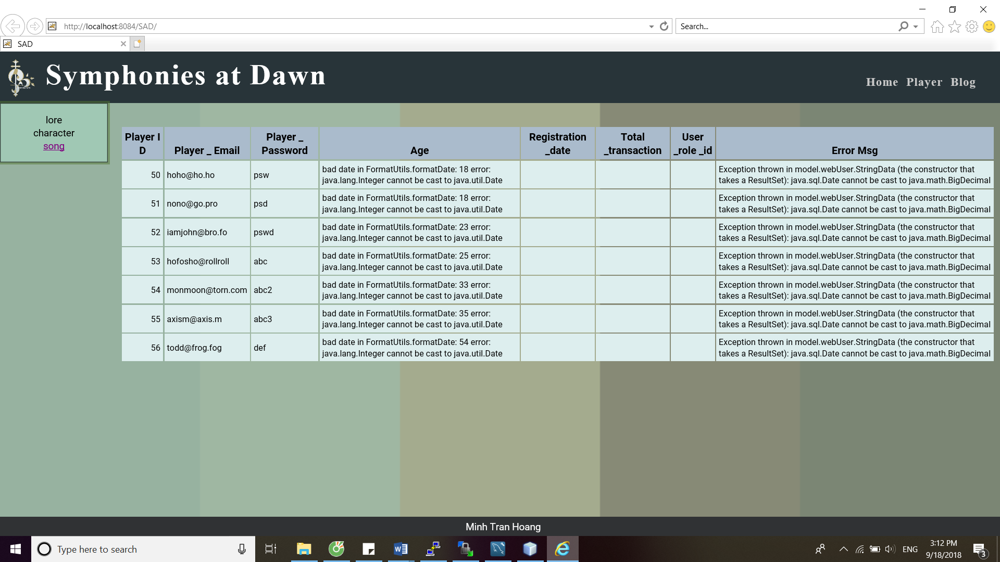 http://localhost:8084/SAD/
Search...
SAD
Symphonies at Dawn
Home Player Blog
lore
character
song
Player I
D
Player _ Email
Player _
Password
Age
Registration
_date
Total
_transaction
User
_role _id
Error Msg
50 hoho@ho.ho psw
bad date in FormatUtils.formatDate: 18 error:
java.lang.Integer cannot be cast to java.util.Date
Exception thrown in model.webUser.StringData (the constructor that
takes a ResultSet): java.sql.Date cannot be cast to java.math.BigDecimal
51 nono@go.pro psd
bad date in FormatUtils.formatDate: 18 error:
java.lang.Integer cannot be cast to java.util.Date
Exception thrown in model.webUser.StringData (the constructor that
takes a ResultSet): java.sql.Date cannot be cast to java.math.BigDecimal
52 iamjohn@bro.fo pswd
bad date in FormatUtils.formatDate: 23 error:
java.lang.Integer cannot be cast to java.util.Date
Exception thrown in model.webUser.StringData (the constructor that
takes a ResultSet): java.sql.Date cannot be cast to java.math.BigDecimal
53 hofosho@rollroll abc
bad date in FormatUtils.formatDate: 25 error:
java.lang.Integer cannot be cast to java.util.Date
Exception thrown in model.webUser.StringData (the constructor that
takes a ResultSet): java.sql.Date cannot be cast to java.math.BigDecimal
54 monmoon@torn.com abc2
bad date in FormatUtils.formatDate: 33 error:
java.lang.Integer cannot be cast to java.util.Date
Exception thrown in model.webUser.StringData (the constructor that
takes a ResultSet): java.sql.Date cannot be cast to java.math.BigDecimal
55 axism@axis.m abc3
bad date in FormatUtils.formatDate: 35 error:
java.lang.Integer cannot be cast to java.util.Date
Exception thrown in model.webUser.StringData (the constructor that
takes a ResultSet): java.sql.Date cannot be cast to java.math.BigDecimal
56 todd@frog.fog def
bad date in FormatUtils.formatDate: 54 error:
java.lang.Integer cannot be cast to java.util.Date
Exception thrown in model.webUser.StringData (the constructor that
takes a ResultSet): java.sql.Date cannot be cast to java.math.BigDecimal
Minh Tran Hoang
Type here to search
ENG
3:12 PM
9/18/2018
3